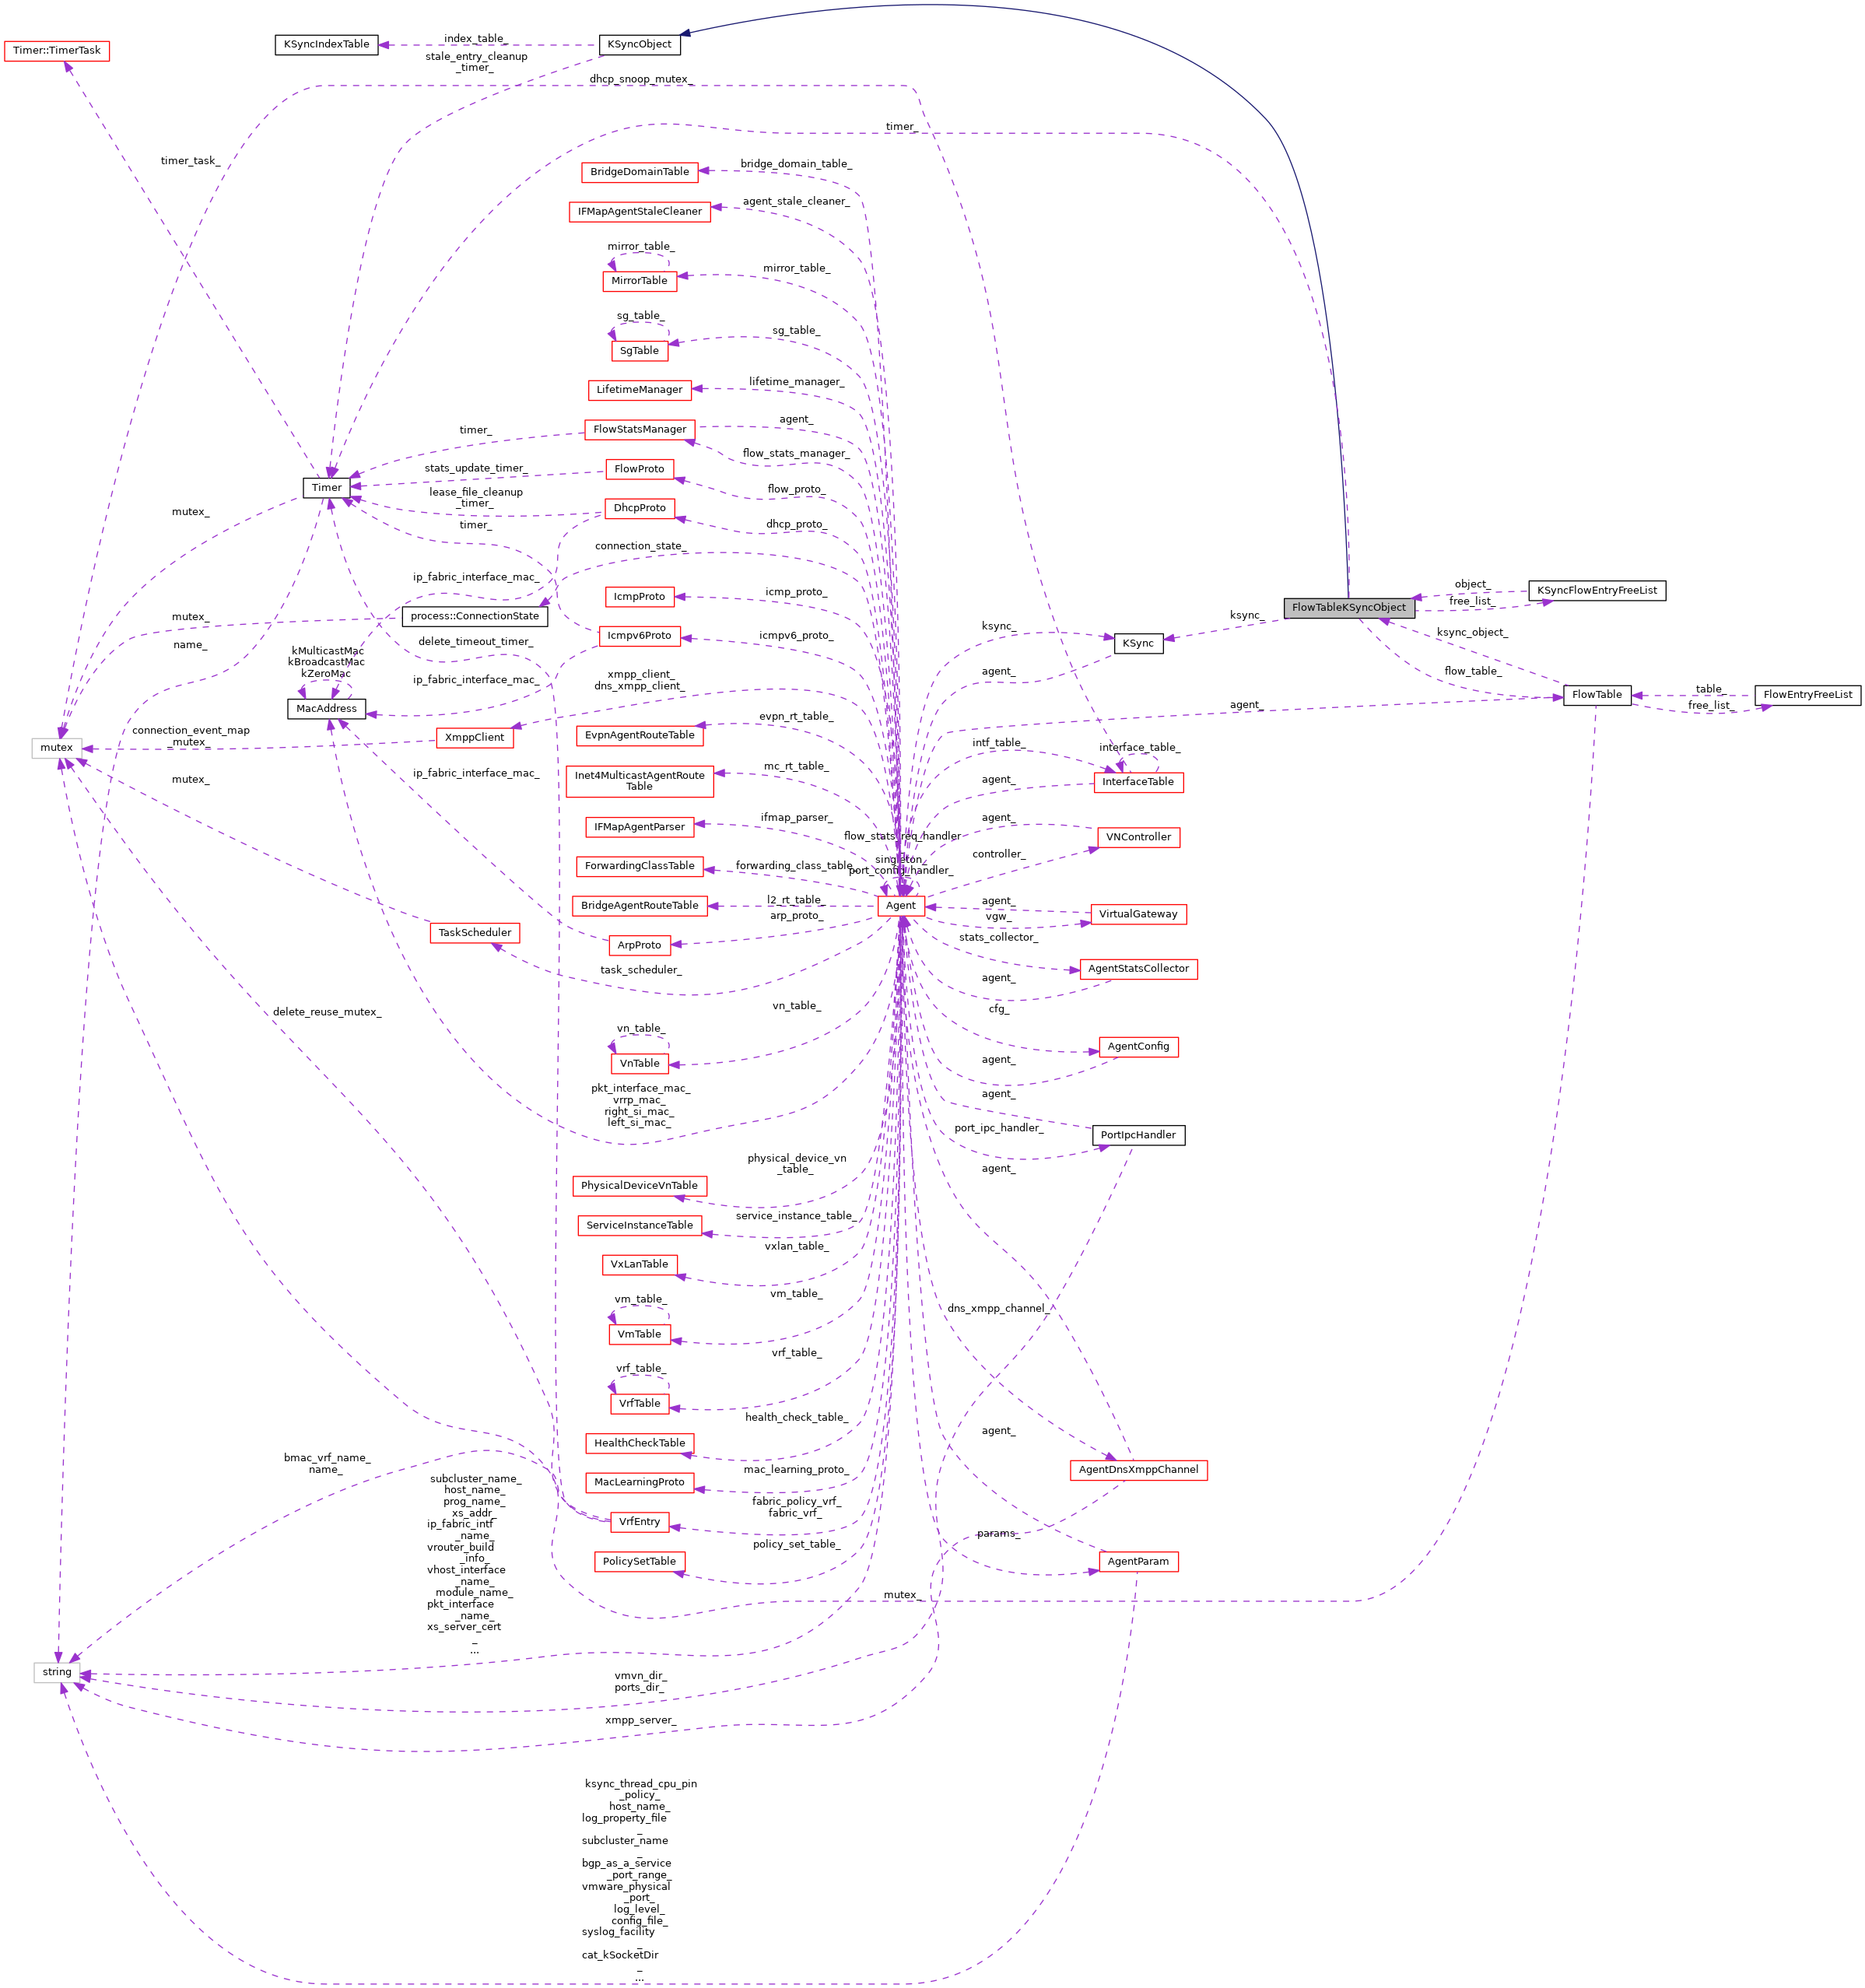 Timer::TimerTask
KSyncIndexTable
index_table_
KSyncObject
stale_entry_cleanup
_timer_
dhcp_snoop_mutex_
timer_
timer_task_
BridgeDomainTable
bridge_domain_table_
IFMapAgentStaleCleaner
agent_stale_cleaner_
mirror_table_
MirrorTable
mirror_table_
sg_table_
SgTable
sg_table_
LifetimeManager
lifetime_manager_
FlowStatsManager
agent_
timer_
flow_stats_manager_
FlowProto
stats_update_timer_
flow_proto_
Timer
lease_file_cleanup
_timer_
DhcpProto
dhcp_proto_
mutex_
timer_
connection_state_
ip_fabric_interface_mac_
IcmpProto
icmp_proto_
process::ConnectionState
mutex_
Icmpv6Proto
icmpv6_proto_
name_
delete_timeout_timer_
kMulticastMac
kBroadcastMac
kZeroMac
MacAddress
ip_fabric_interface_mac_
xmpp_client_
dns_xmpp_client_
FlowTableKSyncObject
object_
free_list_
KSyncFlowEntryFreeList
ksync_
ksync_
KSync
agent_
ksync_object_
flow_table_
FlowTable
table_
free_list_
FlowEntryFreeList
agent_
mutex
connection_event_map
_mutex_
XmppClient
EvpnAgentRouteTable
evpn_rt_table_
intf_table_
interface_table_
InterfaceTable
agent_
mutex_
ip_fabric_interface_mac_
Inet4MulticastAgentRoute
Table
mc_rt_table_
IFMapAgentParser
ifmap_parser_
flow_stats_req_handler
singleton_
port_config_handler_
agent_
VNController
controller_
ForwardingClassTable
forwarding_class_table_
BridgeAgentRouteTable
l2_rt_table_
Agent
agent_
vgw_
VirtualGateway
TaskScheduler
ArpProto
arp_proto_
task_scheduler_
stats_collector_
AgentStatsCollector
agent_
delete_reuse_mutex_
vn_table_
vn_table_
VnTable
cfg_
AgentConfig
agent_
pkt_interface_mac_
vrrp_mac_
right_si_mac_
left_si_mac_
agent_
port_ipc_handler_
PortIpcHandler
agent_
PhysicalDeviceVnTable
physical_device_vn
_table_
ServiceInstanceTable
service_instance_table_
VxLanTable
vxlan_table_
vm_table_
VmTable
vm_table_
dns_xmpp_channel_
vrf_table_
VrfTable
vrf_table_
HealthCheckTable
health_check_table_
agent_
AgentDnsXmppChannel
MacLearningProto
mac_learning_proto_
bmac_vrf_name_
name_
VrfEntry
fabric_policy_vrf_
fabric_vrf_
params_
PolicySetTable
policy_set_table_
AgentParam
mutex_
subcluster_name_
host_name_
prog_name_
xs_addr_
ip_fabric_intf
_name_
vrouter_build
_info_
vhost_interface
_name_
module_name_
pkt_interface
_name_
xs_server_cert
_
...
string
vmvn_dir_
ports_dir_
xmpp_server_
ksync_thread_cpu_pin
_policy_
host_name_
log_property_file
_
subcluster_name
_
bgp_as_a_service
_port_range_
vmware_physical
_port_
log_level_
config_file_
syslog_facility
_
cat_kSocketDir
_
...